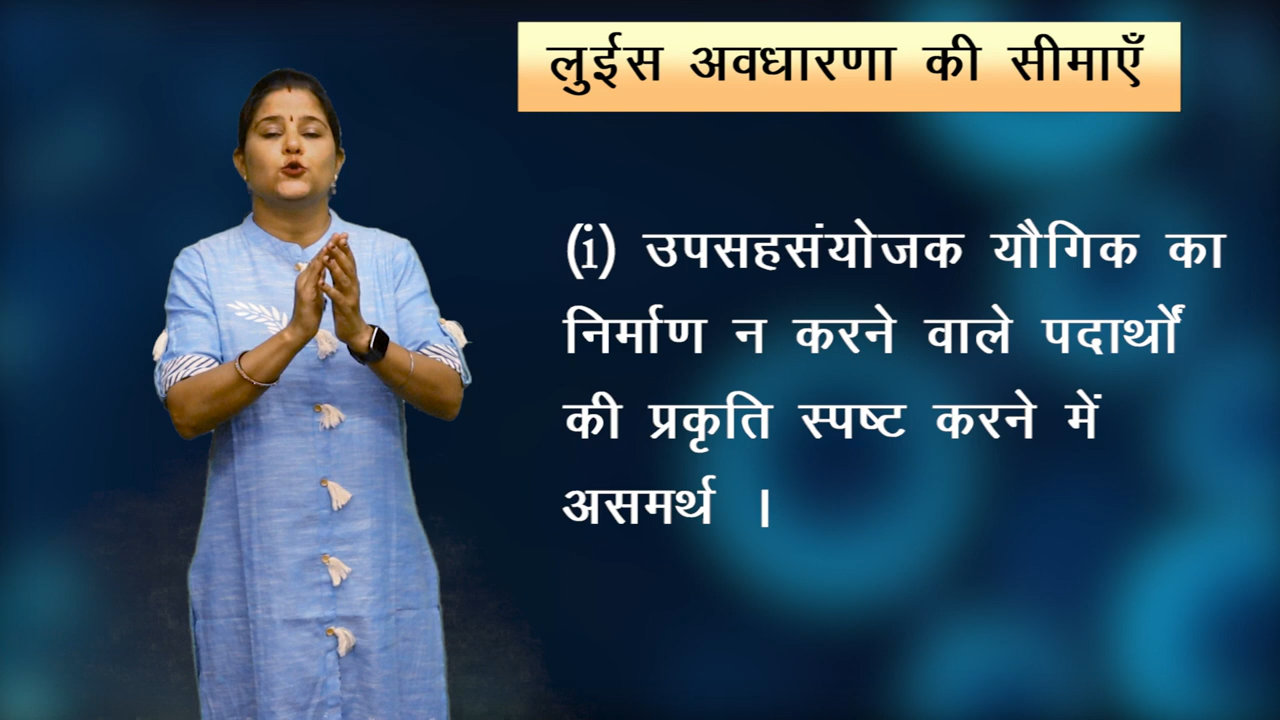 लुईस अवधारणा की सीमाएँ
(i) उपसहसंयोजक यौगिक का
निर्माण न करने वाले पदार्थों
की प्रकृति स्पष्ट करने में
असमर्थ ।